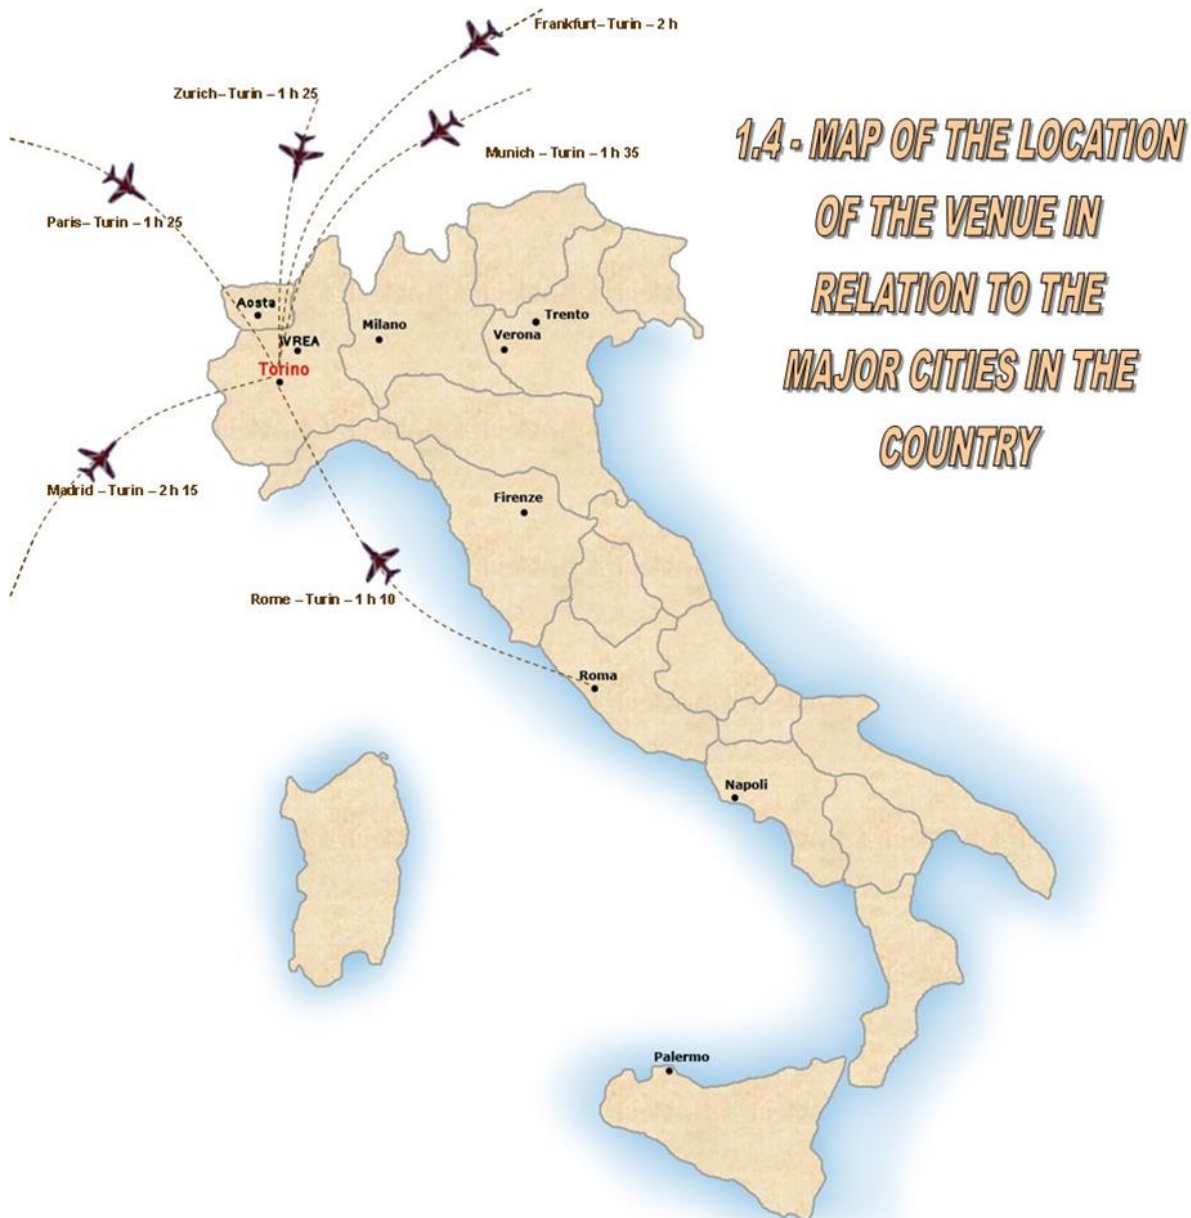 Frankfurt – Turin – 2 h
Zurich – Turin – 1 h 25
Munich – Turin – 1 h 35
Paris – Turin – 1 h 25
1.4 - MAP OF THE LOCATION
OF THE VENUE IN
RELATION TO THE
MAJOR CITIES IN THE
COUNTRY
Aosta
Milano
Trento
Verona
IVREA
Torino
Madrid – Turin – 2 h 15
Firenze
Rome – Turin – 1 h 10
Roma
Napoli
Palermo